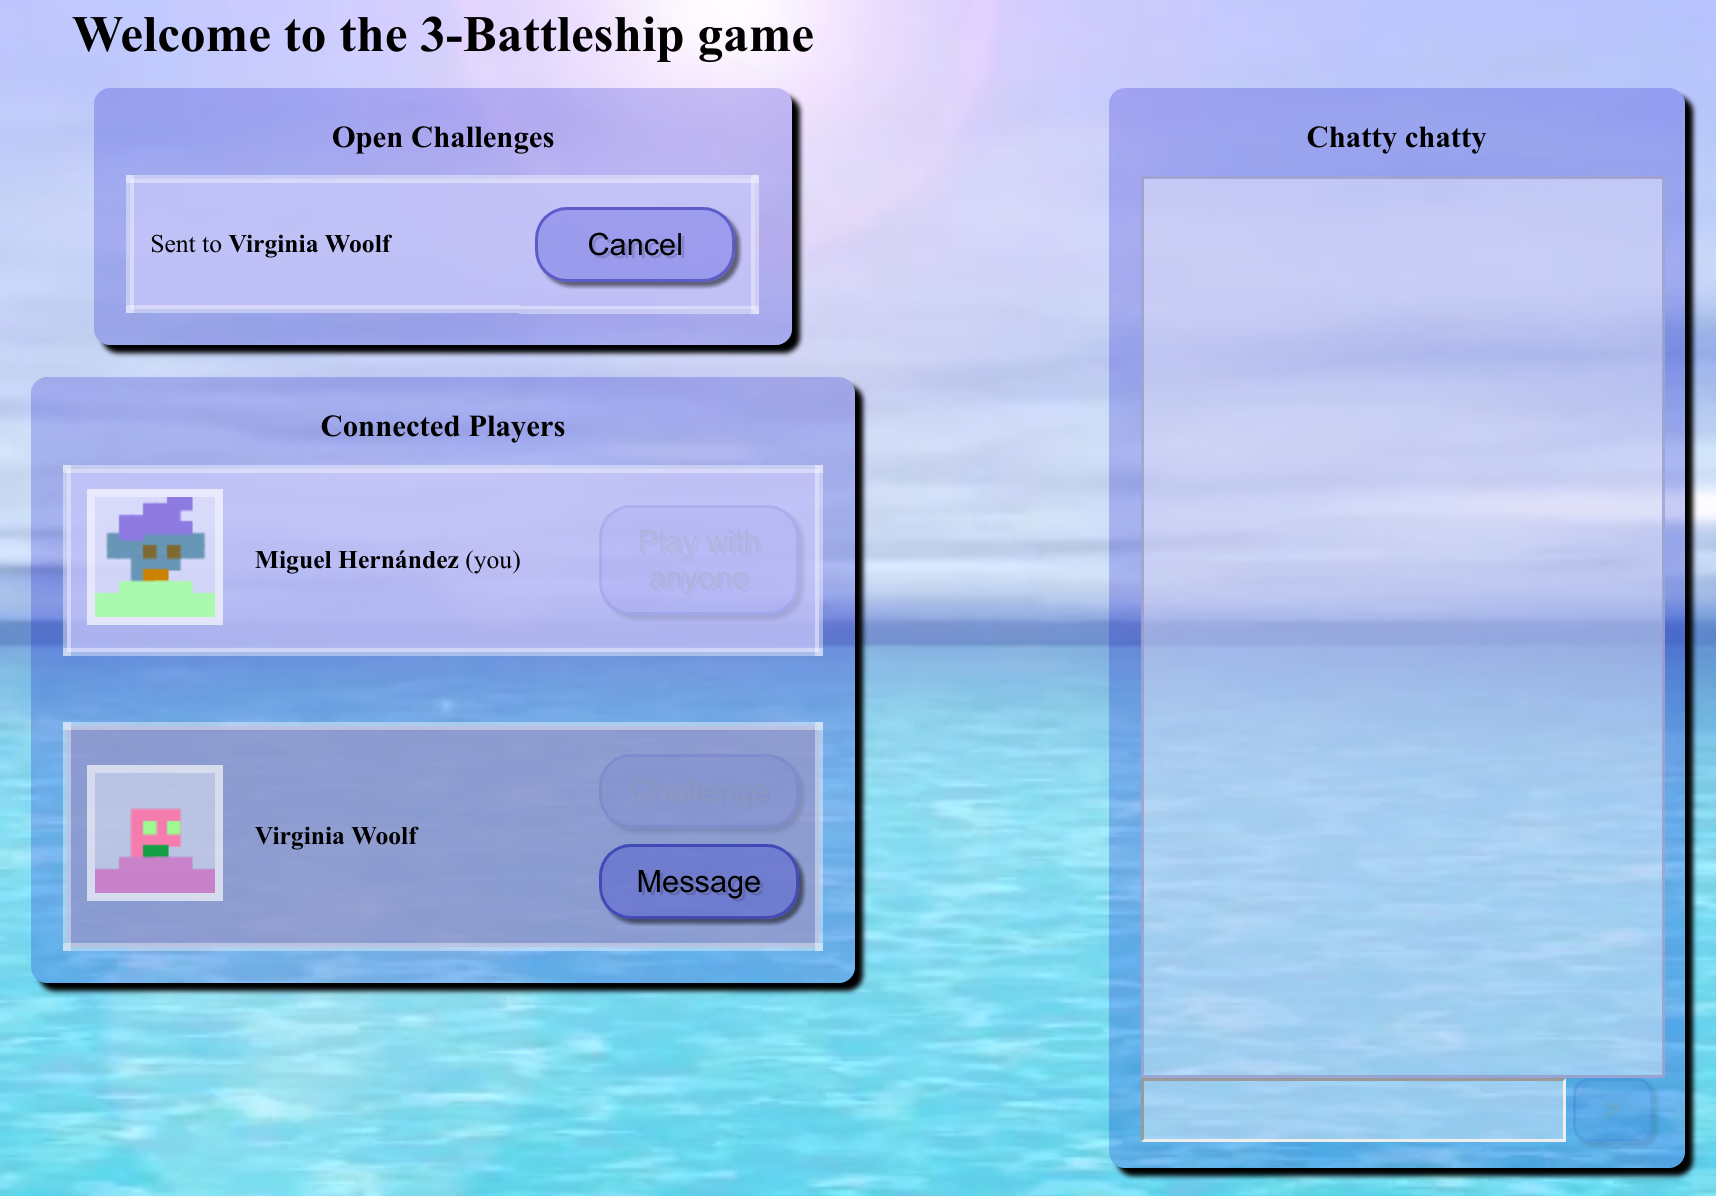 Welcome to the 3-Battleship game
Open Challenges
Sent to Virginia Woolf
Cancel
Connected Players
Miguel Hernández (you)
Play with
anyone
Virginia Woolf
Challenge
Message
Chatty chatty